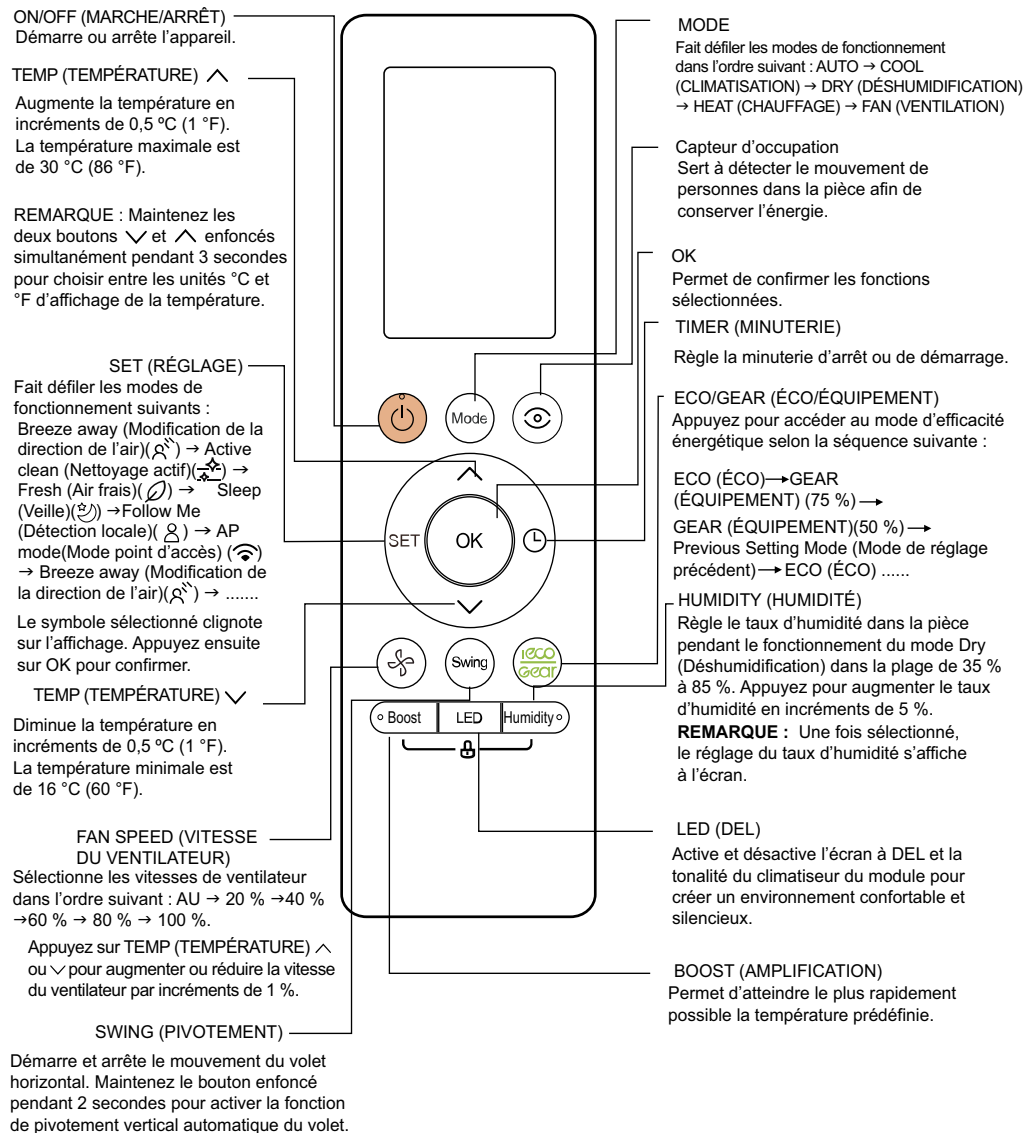 ON/OFF (MARCHE/ARRÊT)
Démarre ou arrête l’appareil.
TEMP (TEMPÉRATURE)
Augmente la température en
incréments de 0,5 ºC (1 °F).
La température maximale est
de 30 °C (86 °F).
REMARQUE : Maintenez les
deux boutons ∨ et ∧ enfoncés
simultanément pendant 3 secondes
pour choisir entre les unités °C et
°F d’affichage de la température.
SET (RÉGLAGE)
Fait défiler les modes de
fonctionnement suivants :
Breeze away (Modification de la
direction de l’air)( ) → Active
clean (Nettoyage actif)( ) →
Fresh (Air frais)( ) → Sleep
(Veille)( ) →Follow Me
(Détection locale)( ) → AP
mode(Mode point d’accès) ( )
→ Breeze away (Modification de
la direction de l’air)( ) → .......
Le symbole sélectionné clignote
sur l’affichage. Appuyez ensuite
sur OK pour confirmer.
TEMP (TEMPÉRATURE) ∨
Diminue la température en
incréments de 0,5 ºC (1 °F).
La température minimale est
de 16 °C (60 °F).
FAN SPEED (VITESSE
DU VENTILATEUR)
Sélectionne les vitesses de ventilateur
dans l’ordre suivant : AU → 20 % →40 %
→60 % → 80 % → 100 %.
Appuyez sur TEMP (TEMPÉRATURE) ∧
ou ∨ pour augmenter ou réduire la vitesse
du ventilateur par incréments de 1 %.
SWING (PIVOTEMENT)
Démarre et arrête le mouvement du volet
horizontal. Maintenez le bouton enfoncé
pendant 2 secondes pour activer la fonction
de pivotement vertical automatique du volet.
Mode
SET
OK
Swing
ieco
Gear
Boost
LED
Humidity
MODE
Fait défiler les modes de fonctionnement
dans l’ordre suivant : AUTO → COOL
(CLIMATISATION) → DRY (DÉSHUMIDIFICATION)
→ HEAT (CHAUFFAGE) → FAN (VENTILATION)
Capteur d’occupation
Sert à détecter le mouvement de
personnes dans la pièce afin de
conserver l’énergie.
OK
Permet de confirmer les fonctions
sélectionnées.
TIMER (MINUTERIE)
Règle la minuterie d’arrêt ou de démarrage.
ECO/GEAR (ÉCO/ÉQUIPEMENT)
Appuyez pour accéder au mode d’efficacité
énergétique selon la séquence suivante :
ECO (ÉCO)→GEAR
(ÉQUIPEMENT) (75 %)→
GEAR (ÉQUIPEMENT)(50 %)→
Previous Setting Mode (Mode de réglage
précédent)→ECO (ÉCO) ......
HUMIDITY (HUMIDITÉ)
Règle le taux d’humidité dans la pièce
pendant le fonctionnement du mode Dry
(Déshumidification) dans la plage de 35 %
à 85 %. Appuyez pour augmenter le taux
d’humidité en incréments de 5 %.
REMARQUE : Une fois sélectionné,
le réglage du taux d’humidité s’affiche
à l’écran.
LED (DEL)
Active et désactive l’écran à DEL et la
tonalité du climatiseur du module pour
créer un environnement confortable et
silencieux.
BOOST (AMPLIFICATION)
Permet d’atteindre le plus rapidement
possible la température prédéfinie.